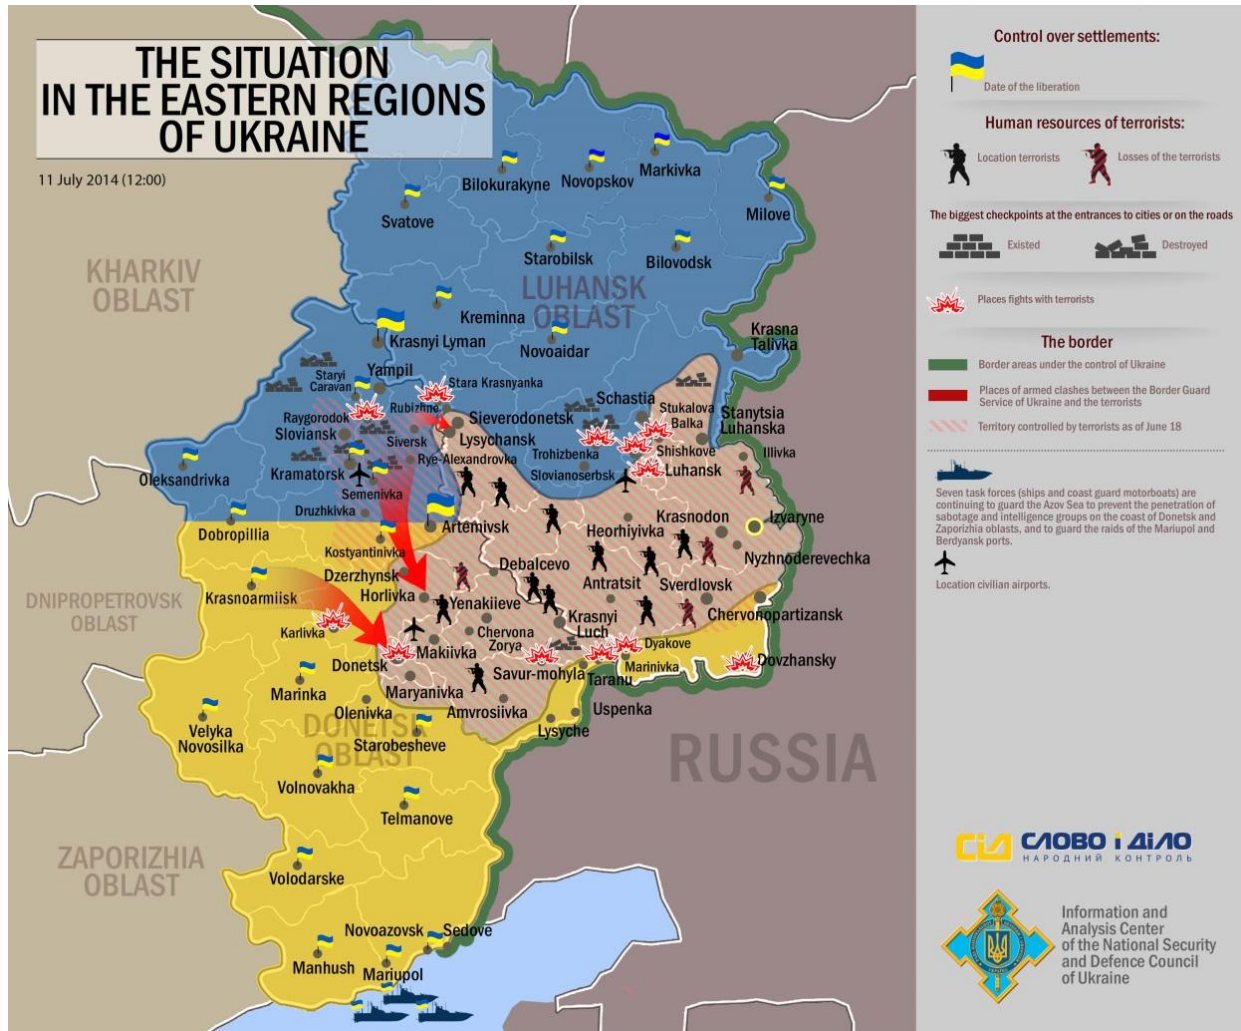 THE SITUATION
IN THE EASTERN REGIONS
OF UKRAINE
11 July 2014 (12:00)
KHARKIV
OBLAST
LUHANSK
OBLAST
DNIPROPETROVSK
OBLAST
DONETSK
OBLAST
ZAPORIZHIA
OBLAST
RUSSIA
Bilokurakyne
Novopskov
Markivka
Milove
Svatove
Starobilsk
Bilovodsk
Kreminna
Krasnyi Lyman
Novoaidar
Krasna
Talivka
Staryi
Caravan
Yampil
Stara Krasnyanka
Raygorodok
Rubizhne
Schastia
Stukalova
Balka
Stanytsia
Luhanska
Sloviansk
Siversk
Sieverodonetsk
Lysychansk
Trohizbenka
Shishkove
Illivka
Oleksandrivka
Kramatorsk
Rye-Alexandrovka
Slovianoserbsk
Luhansk
Semenivka
Druzhkivka
Dobropillia
Artemivsk
Heorhiyivka
Krasnodon
Izvaryne
Kostyantinivka
Nyzhnoderevechka
Dzerzhynsk
Debalcevo
Antratsit
Sverdlovsk
Krasnoarmiisk
Horlivka
Yenakiieve
Krasnyi
Luch
Chervonopartizansk
Karlivka
Chervona
Zorya
Makiivka
Dyakove
Donetsk
Savur-mohyla
Taranu
Marinivka
Dovzhansky
Marinka
Maryanivka
Olenivka
Amvrosiivka
Uspenka
Velyka
Novosilka
Starobesheve
Lysyche
Volnovakha
Telmanove
Volodarske
Novoazovsk
Sedove
Manhush
Mariupol
Control over settlements:
Date of the liberation
Human resources of terrorists:
Location terrorists
Losses of the terrorists
The biggest checkpoints at the entrances to cities or on the roads
Existed
Destroyed
Places fights with terrorists
The border
Border areas under the control of Ukraine
Places of armed clashes between the Border Guard
Service of Ukraine and the terrorists
Territory controlled by terrorists as of June 18
Seven task forces (ships and coast guard motorboats) are
continuing to guard the Azov Sea to prevent the penetration of
sabotage and intelligence groups on the coast of Donetsk and
Zaporizhia oblasts, and to guard the raids of the Mariupol and
Berdyansk ports.
Location civilian airports.
СІД СЛОВО і ДІЛО
НАРОДНИЙ КОНТРОЛЬ
Information and
Analysis Center
of the National Security
and Defence Council
of Ukraine